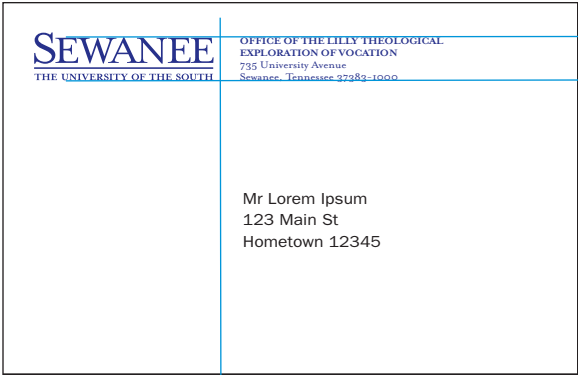 SEWANEE
THE UNIVERSITY OF THE SOUTH
OFFICE OF THE LILLY THEOLOGICAL
EXPLORATION OF VOCATION
735 University Avenue
Sewanee, Tennessee 37383-1000
Mr Lorem Ipsum
123 Main St
Hometown 12345